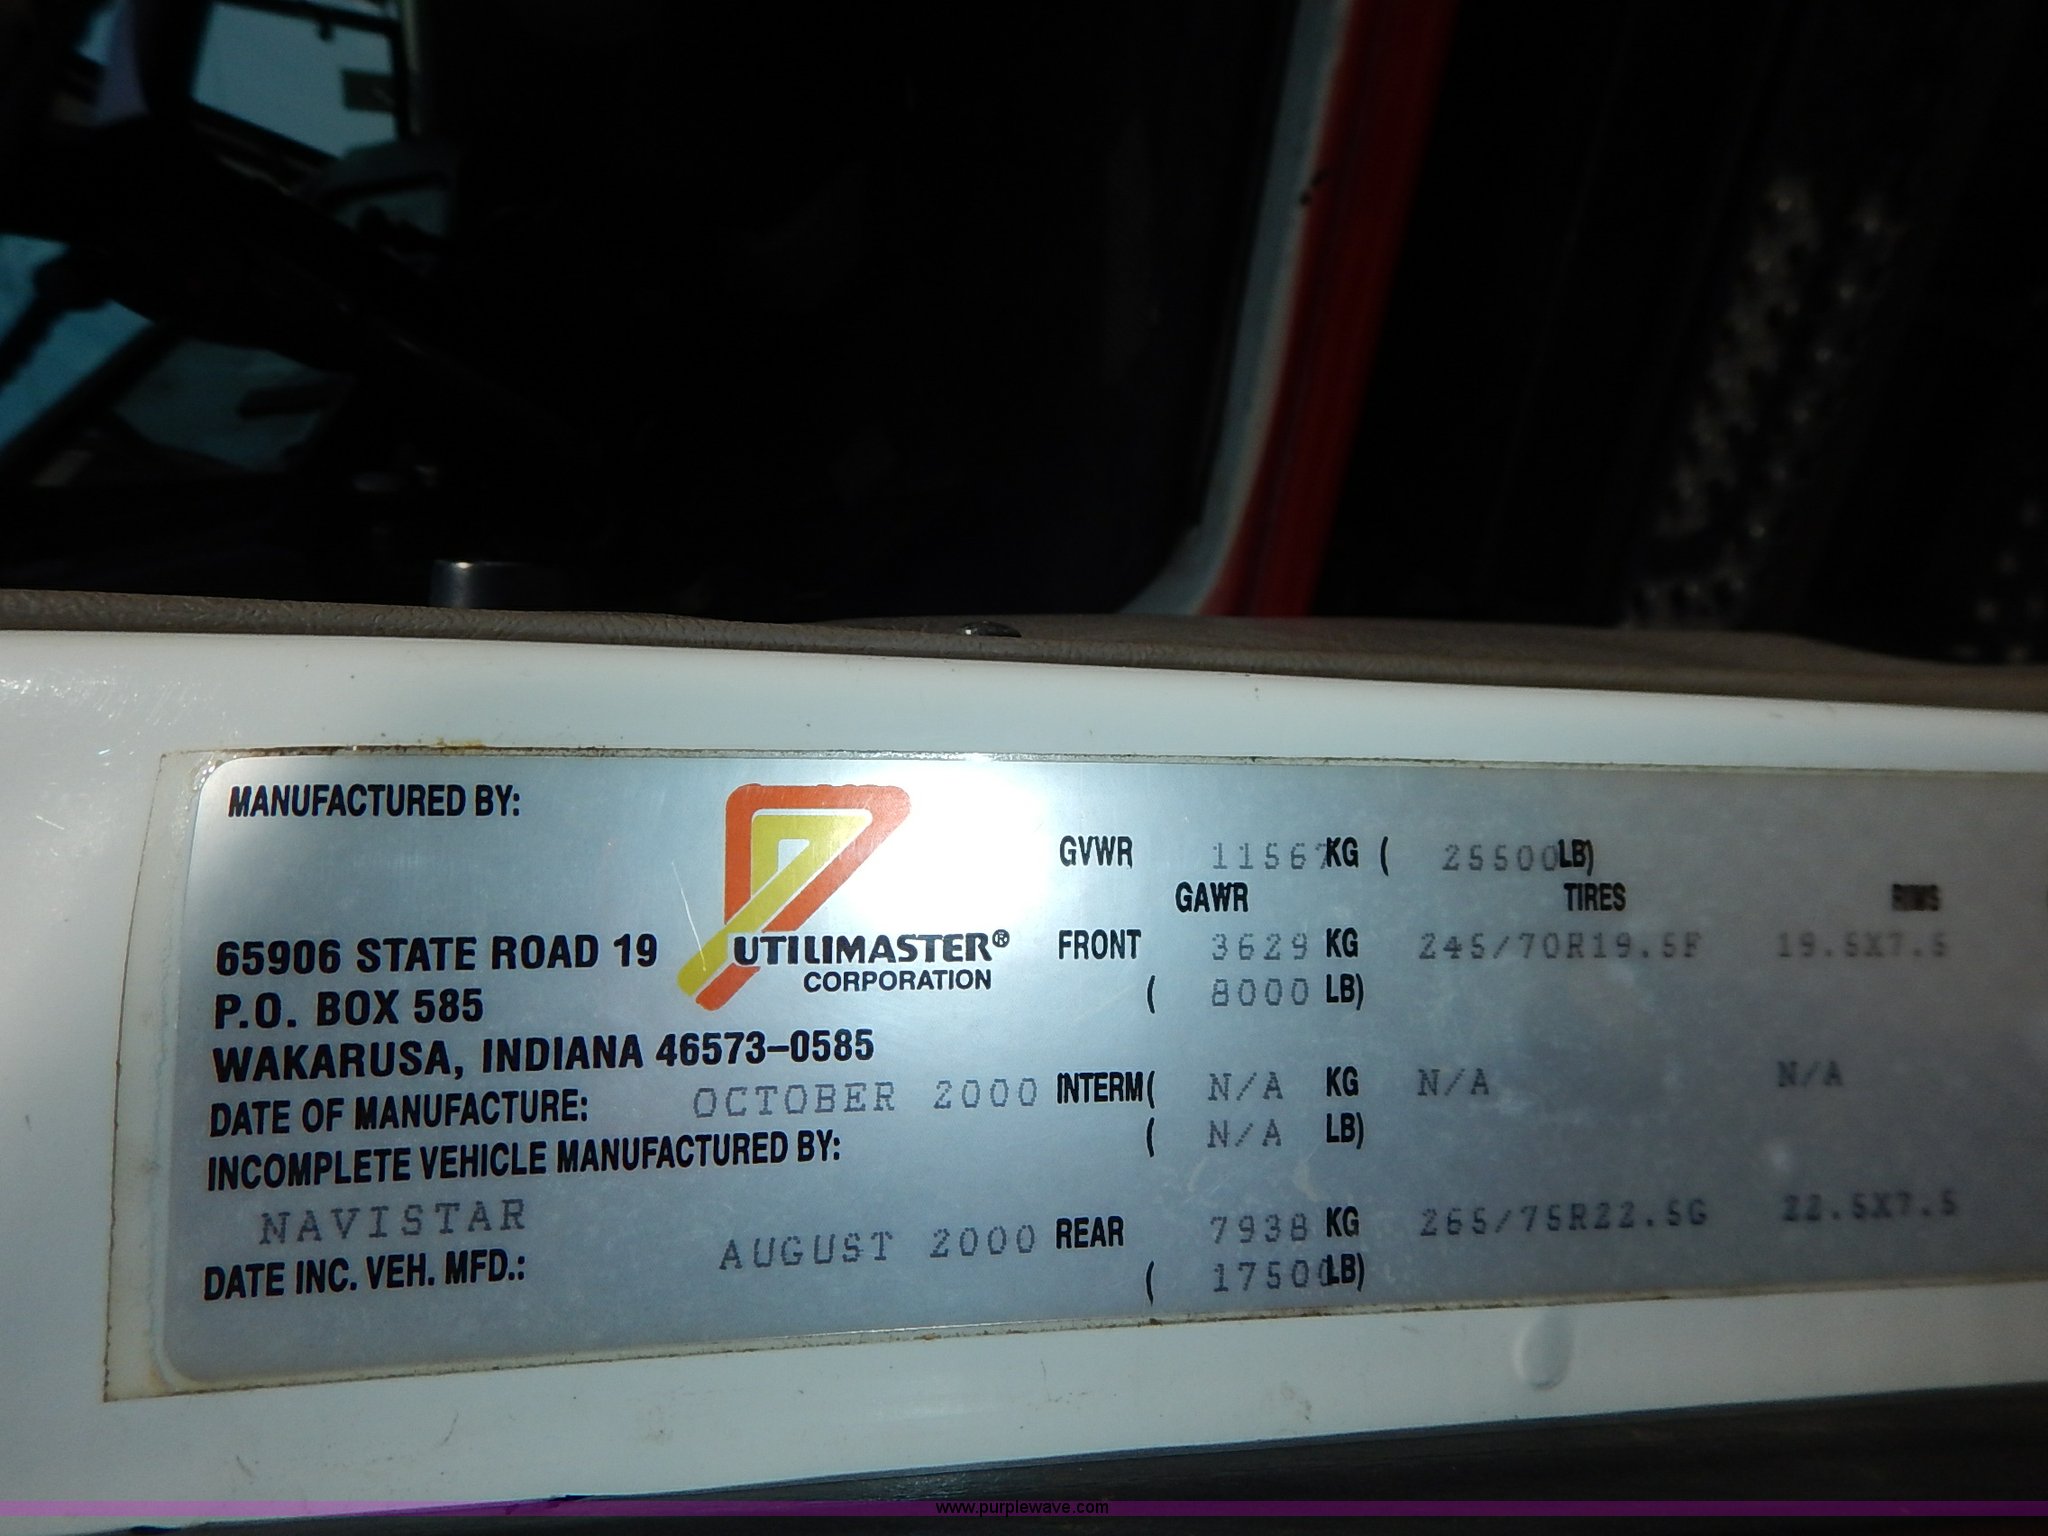 MANUFACTURED BY:
UTILIMASTER®
CORPORATION
65906 STATE ROAD 19
P.O. BOX 585
WAKARUSA, INDIANA 46573-0585
DATE OF MANUFACTURE: OCTOBER 2000
INCOMPLETE VEHICLE MANUFACTURED BY:
NAVISTAR
DATE INC. VEH. MFD.: AUGUST 2000
GVWR 11567 KG ( 25500 LB)
GAWR TIRES RIMS
FRONT 3629 KG 245/70R19.5F 19.5X7.5
( 8000 LB)
INTERM ( N/A KG N/A N/A
( N/A LB)
REAR 7938 KG 265/75R22.5G 22.5X7.5
( 17500 LB)
www.purplewave.com